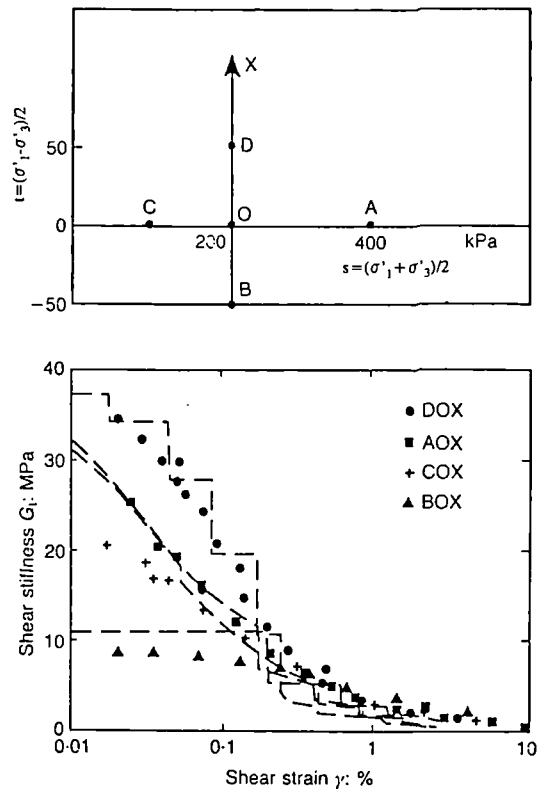 X
t=(σ'₁-σ'₃)/2
50
D
C O A
0
200 400 kPa
s=(σ'₁+σ'₃)/2
B
−50
40
DOX
AOX
30
COX
BOX
Shear stiffness Gₜ: MPa
20
10
0
0·01 0·1 1 10
Shear strain γ: %